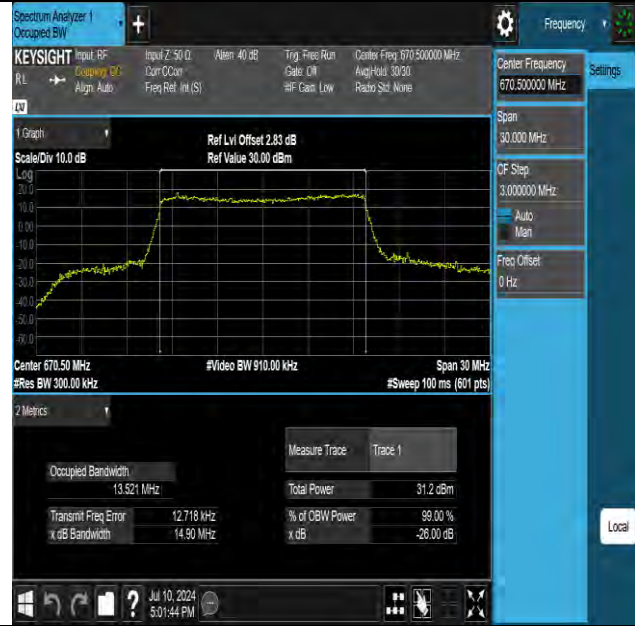 Spectrum Analyzer 1
Occupied BW
Frequency
KEYSIGHT Input: RF Input Z: 50 Ω Atten: 40 dB Trig: Free Run Center Freq: 670.500000 MHz
RL Coupling: DC Corr CCorr Gate: Off Avg|Hold: 30/30
Align: Auto Freq Ref: Int (S) #IF Gain: Low Radio Std: None
LXI
Center Frequency
670.500000 MHz
Settings
Span
30.000 MHz
CF Step
3.000000 MHz
Auto
Man
Freq Offset
0 Hz
1 Graph
Ref Lvl Offset 2.83 dB
Scale/Div 10.0 dB Ref Value 30.00 dBm
Log
20.0
10.0
0.00
-10.0
-20.0
-30.0
-40.0
-50.0
-60.0
Center 670.50 MHz #Video BW 910.00 kHz Span 30 MHz
#Res BW 300.00 kHz #Sweep 100 ms (601 pts)
2 Metrics
Measure Trace Trace 1
Occupied Bandwidth
13.521 MHz
Total Power 31.2 dBm
Transmit Freq Error 12.718 kHz % of OBW Power 99.00 %
x dB Bandwidth 14.90 MHz x dB -26.00 dB
Local
?
Jul 10, 2024
5:01:44 PM